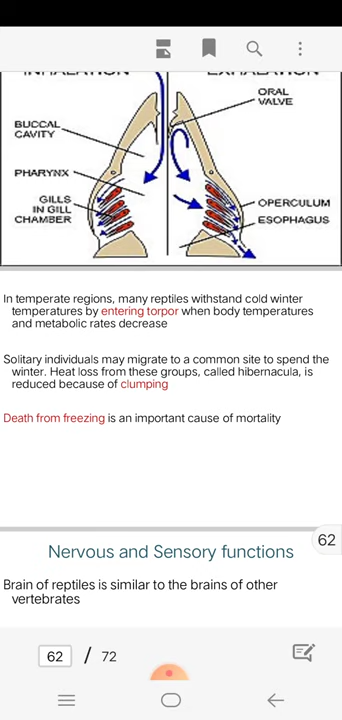 INHALATION EXHALATION
ORAL
VALVE
BUCCAL
CAVITY
PHARYNX
GILLS
IN GILL
CHAMBER
OPERCULUM
ESOPHAGUS
In temperate regions, many reptiles withstand cold winter
temperatures by entering torpor when body temperatures
and metabolic rates decrease
Solitary individuals may migrate to a common site to spend the
winter. Heat loss from these groups, called hibernacula, is
reduced because of clumping
Death from freezing is an important cause of mortality
62
Nervous and Sensory functions
Brain of reptiles is similar to the brains of other
vertebrates
62 / 72